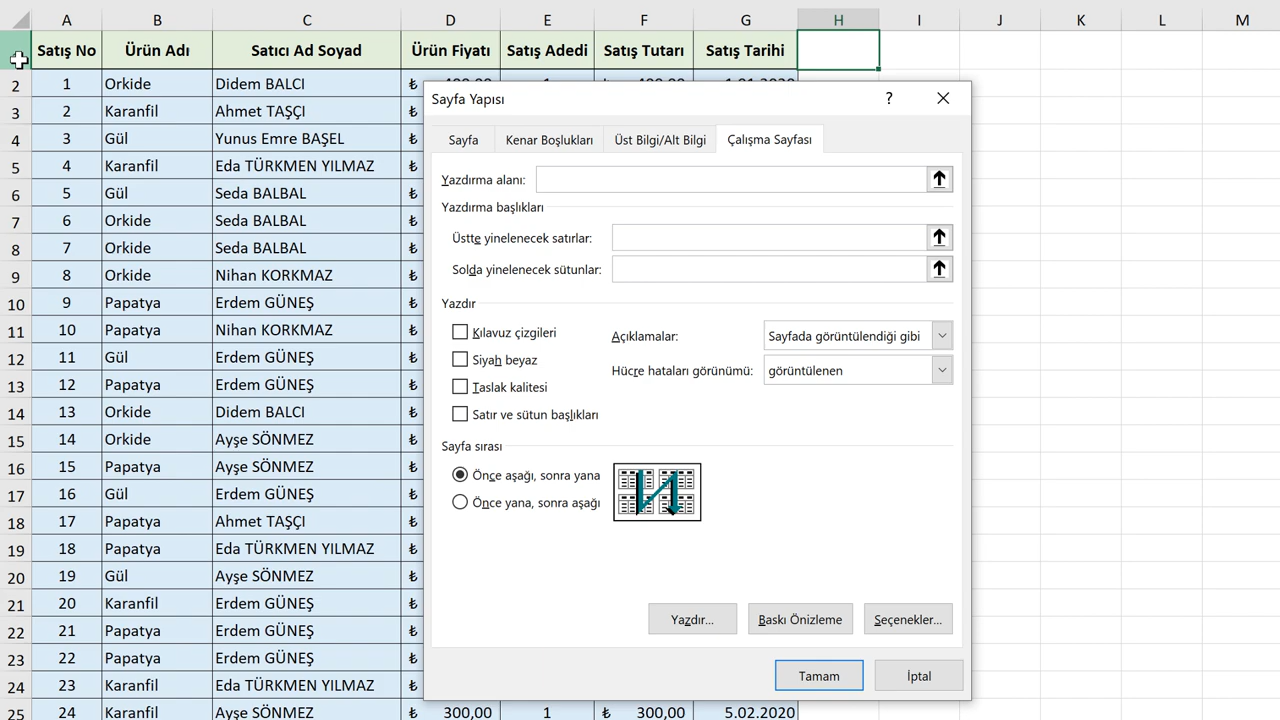 A B C D E F G H I J K L M
Satış No Ürün Adı Satıcı Ad Soyad Ürün Fiyatı Satış Adedi Satış Tutarı Satış Tarihi
2 1 Orkide Didem BALCI ₺
3 2 Karanfil Ahmet TAŞÇI ₺
4 3 Gül Yunus Emre BAŞEL ₺
5 4 Karanfil Eda TÜRKMEN YILMAZ ₺
6 5 Gül Seda BALBAL ₺
7 6 Orkide Seda BALBAL ₺
8 7 Orkide Seda BALBAL ₺
9 8 Orkide Nihan KORKMAZ ₺
10 9 Papatya Erdem GÜNEŞ ₺
11 10 Papatya Nihan KORKMAZ ₺
12 11 Gül Erdem GÜNEŞ ₺
13 12 Papatya Erdem GÜNEŞ ₺
14 13 Orkide Didem BALCI ₺
15 14 Orkide Ayşe SÖNMEZ ₺
16 15 Papatya Ayşe SÖNMEZ ₺
17 16 Gül Erdem GÜNEŞ ₺
18 17 Papatya Ahmet TAŞÇI ₺
19 18 Papatya Eda TÜRKMEN YILMAZ ₺
20 19 Gül Ayşe SÖNMEZ ₺
21 20 Karanfil Erdem GÜNEŞ ₺
22 21 Papatya Erdem GÜNEŞ ₺
23 22 Papatya Erdem GÜNEŞ ₺
24 23 Karanfil Eda TÜRKMEN YILMAZ ₺
25 24 Karanfil Ayşe SÖNMEZ ₺ 300,00 1 ₺ 300,00 5.02.2020
Sayfa Yapısı ?
Sayfa Kenar Boşlukları Üst Bilgi/Alt Bilgi Çalışma Sayfası
Yazdırma alanı:
Yazdırma başlıkları
Üstte yinelenecek satırlar:
Solda yinelenecek sütunlar:
Yazdır
Kılavuz çizgileri
Siyah beyaz
Taslak kalitesi
Satır ve sütun başlıkları
Açıklamalar: Sayfada görüntülendiği gibi
Hücre hataları görünümü: görüntülenen
Sayfa sırası
Önce aşağı, sonra yana
Önce yana, sonra aşağı
Yazdır... Baskı Önizleme Seçenekler...
Tamam İptal